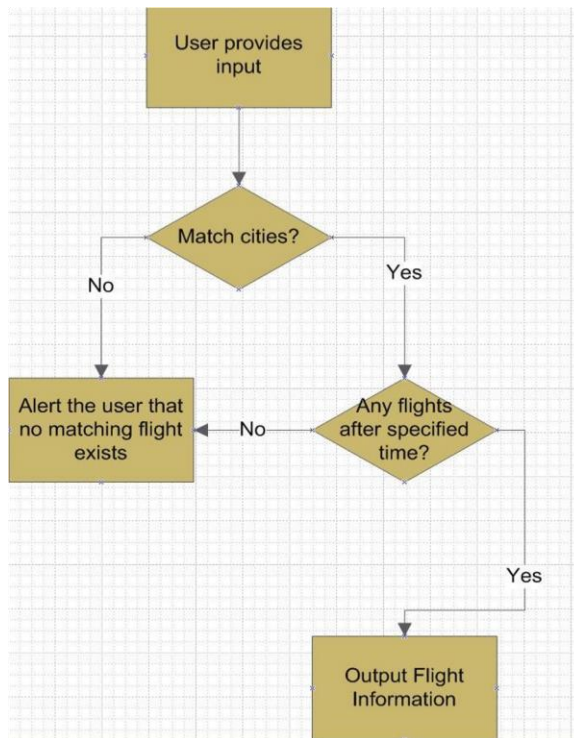 User provides
input
Match cities?
No
Yes
Alert the user that
no matching flight
exists
No
Any flights
after specified
time?
Yes
Output Flight
Information